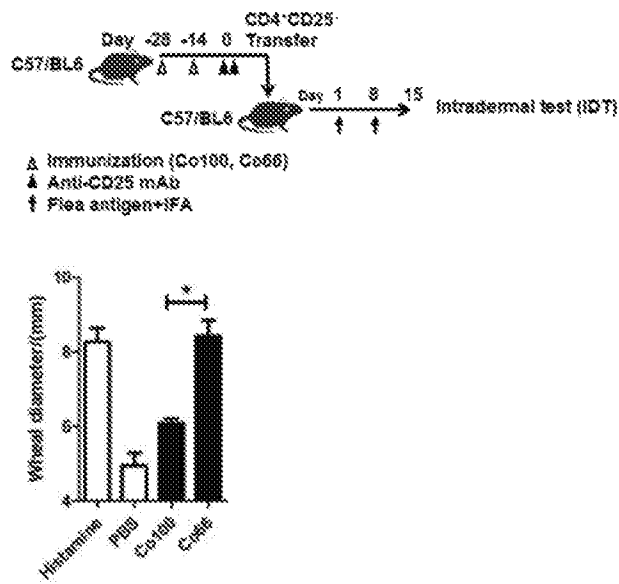 CD4+CD25-
Day -28 -14 0 Transfer
C57/BL6
C57/BL6 Day 1 8 15 Intradermal test (IDT)
Immunization (Co100, Co66)
Anti-CD25 mAb
Flea antigen+IFA
10
8
6
4
Wheal diameter/(mm)
*
Histamine
PBS
Co100
Co66